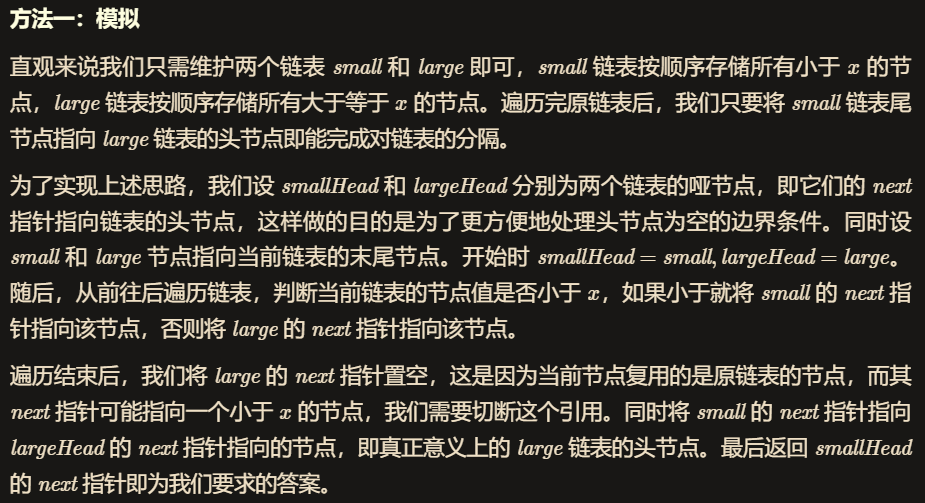 方法一：模拟
直观来说我们只需维护两个链表 small 和 large 即可，small 链表按顺序存储所有小于 x 的节
点，large 链表按顺序存储所有大于等于 x 的节点。遍历完原链表后，我们只要将 small 链表尾
节点指向 large 链表的头节点即能完成对链表的分隔。
为了实现上述思路，我们设 smallHead 和 largeHead 分别为两个链表的哑节点，即它们的 next
指针指向链表的头节点，这样做的目的是为了更方便地处理头节点为空的边界条件。同时设
small 和 large 节点指向当前链表的末尾节点。开始时 smallHead = small, largeHead = large。
随后，从前往后遍历链表，判断当前链表的节点值是否小于 x，如果小于就将 small 的 next 指
针指向该节点，否则将 large 的 next 指针指向该节点。
遍历结束后，我们将 large 的 next 指针置空，这是因为当前节点复用的是原链表的节点，而其
next 指针可能指向一个小于 x 的节点，我们需要切断这个引用。同时将 small 的 next 指针指向
largeHead 的 next 指针指向的节点，即真正意义上的 large 链表的头节点。最后返回 smallHead
的 next 指针即为我们要求的答案。